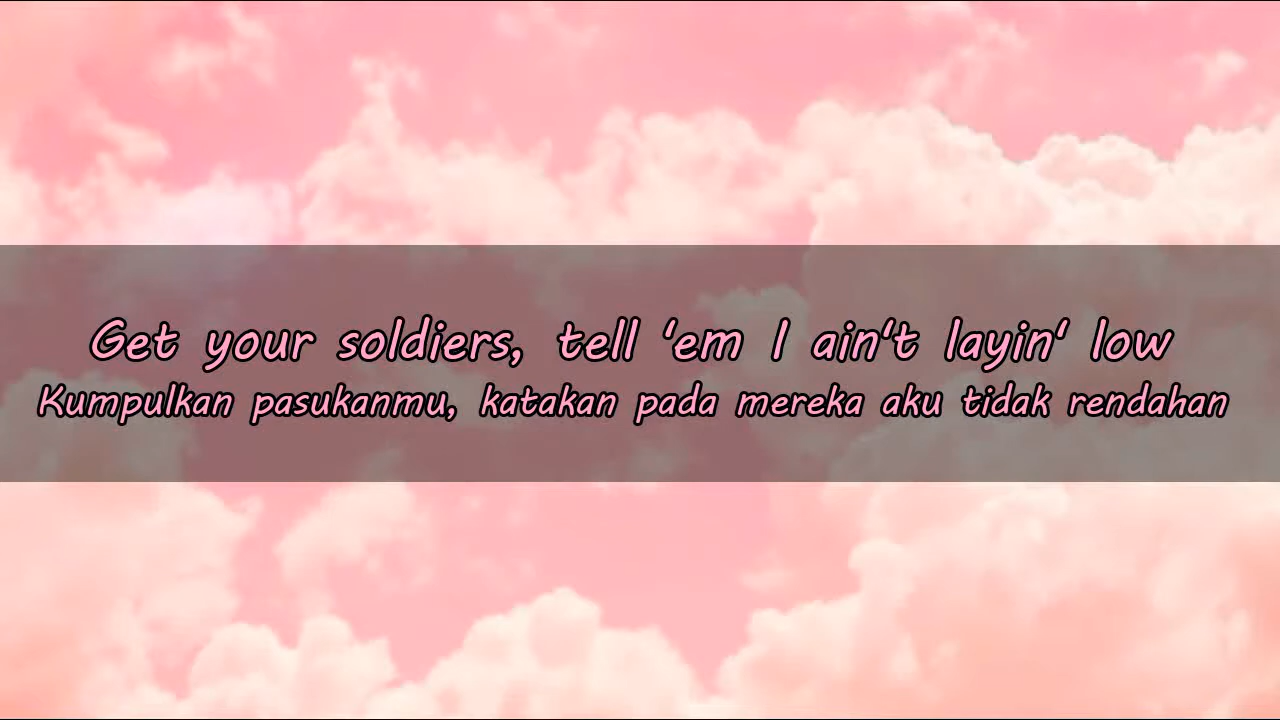 Get your soldiers, tell 'em I ain't layin' low
Kumpulkan pasukanmu, katakan pada mereka aku tidak rendahan